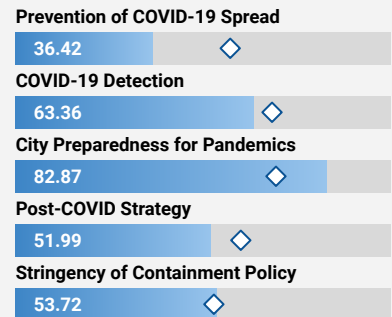 Prevention of COVID-19 Spread
36.42
COVID-19 Detection
63.36
City Preparedness for Pandemics
82.87
Post-COVID Strategy
51.99
Stringency of Containment Policy
53.72